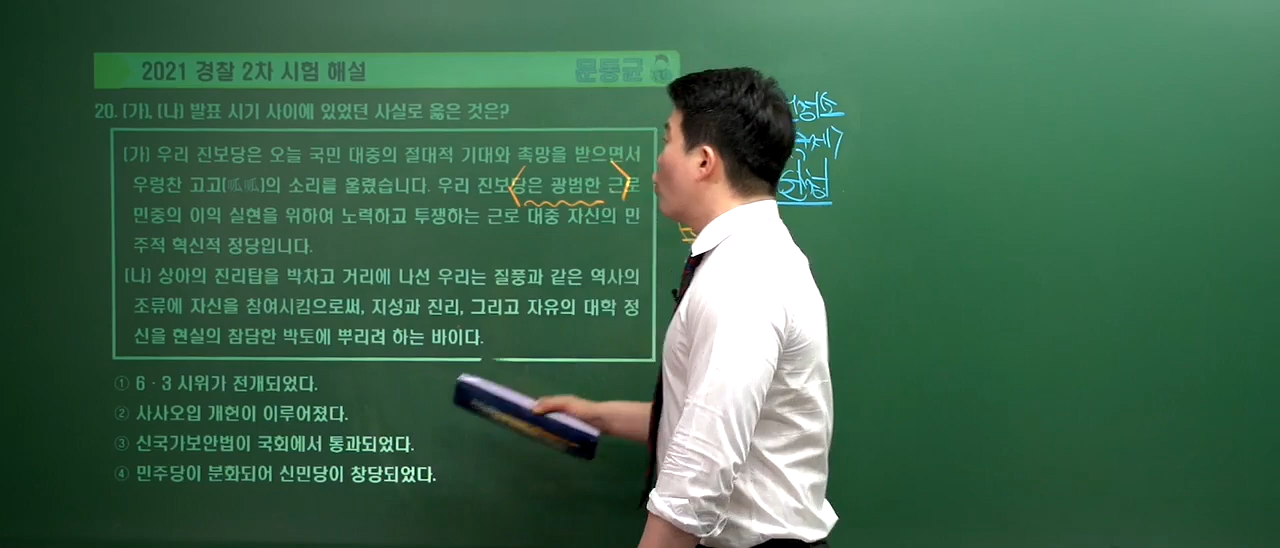 2021 경찰 2차 시험 해설
문동균
20. (가), (나) 발표 시기 사이에 있었던 사실로 옳은 것은?
(가) 우리 진보당은 오늘 국민 대중의 절대적 기대와 촉망을 받으면서
우렁찬 고고(呱呱)의 소리를 울렸습니다. 우리 진보당은 광범한 근로
민중의 이익 실현을 위하여 노력하고 투쟁하는 근로 대중 자신의 민
주적 혁신적 정당입니다.
(나) 상아의 진리탑을 박차고 거리에 나선 우리는 질풍과 같은 역사의
조류에 자신을 참여시킴으로써, 지성과 진리, 그리고 자유의 대학 정
신을 현실의 참담한 박토에 뿌리려 하는 바이다.
① 6·3 시위가 전개되었다.
② 사사오입 개헌이 이루어졌다.
③ 신국가보안법이 국회에서 통과되었다.
④ 민주당이 분화되어 신민당이 창당되었다.